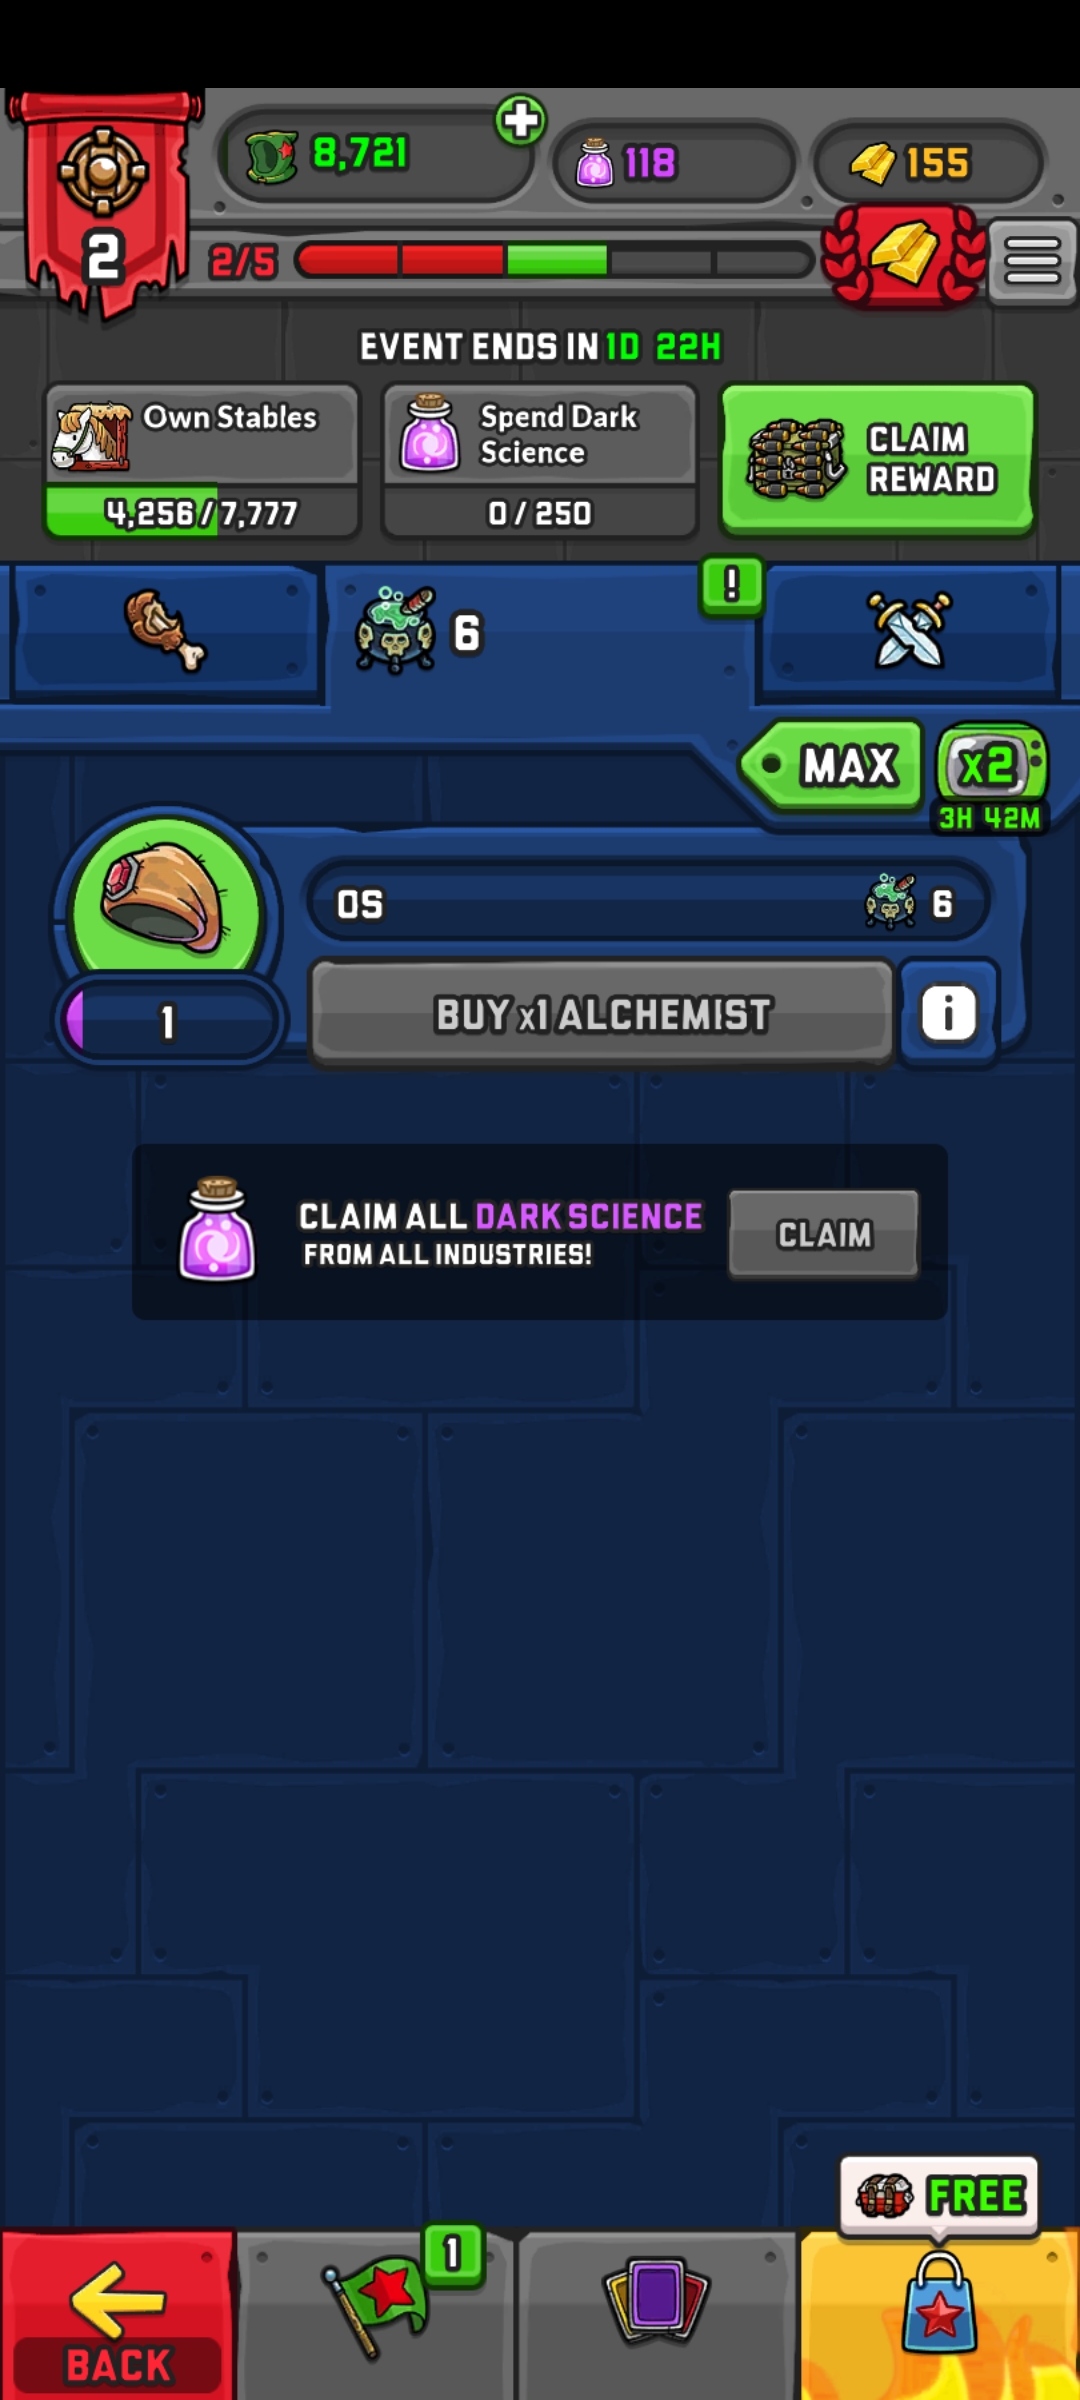 8,721
118
155
2
2/5
EVENT ENDS IN 1D 22H
Own Stables
4,256/7,777
Spend Dark
Science
0/250
CLAIM
REWARD
6
!
MAX
x2
3H 42M
0S
6
1
BUY x1 ALCHEMIST
i
CLAIM ALL DARK SCIENCE
FROM ALL INDUSTRIES!
CLAIM
FREE
1
BACK